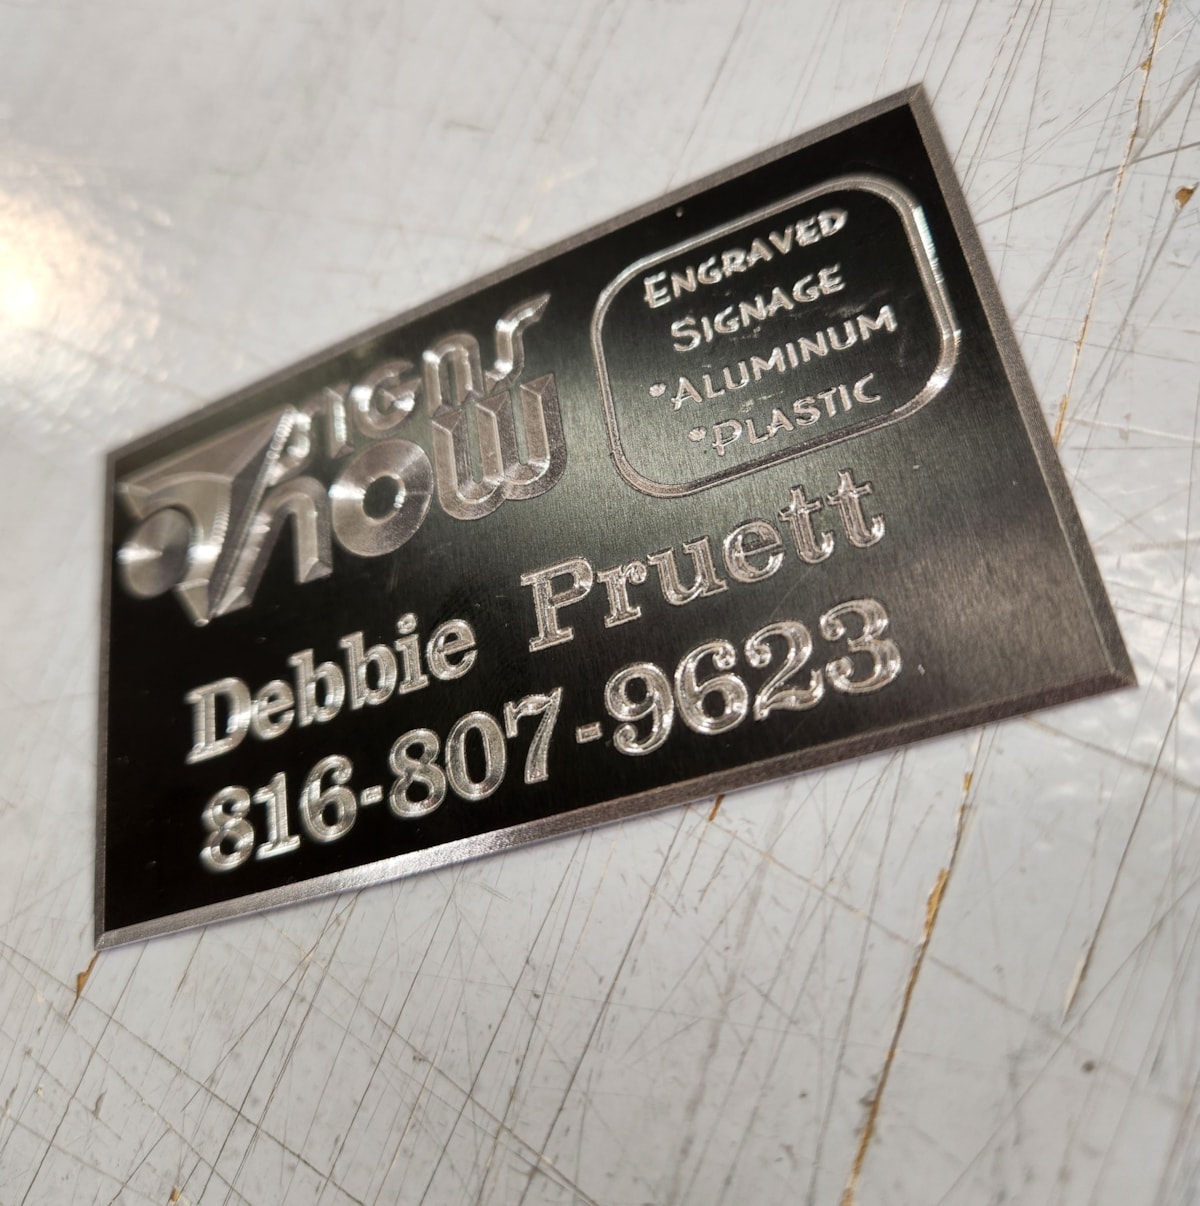 Signs
Now
ENGRAVED
SIGNAGE
•ALUMINUM
•PLASTIC
Debbie Pruett
816-807-9623